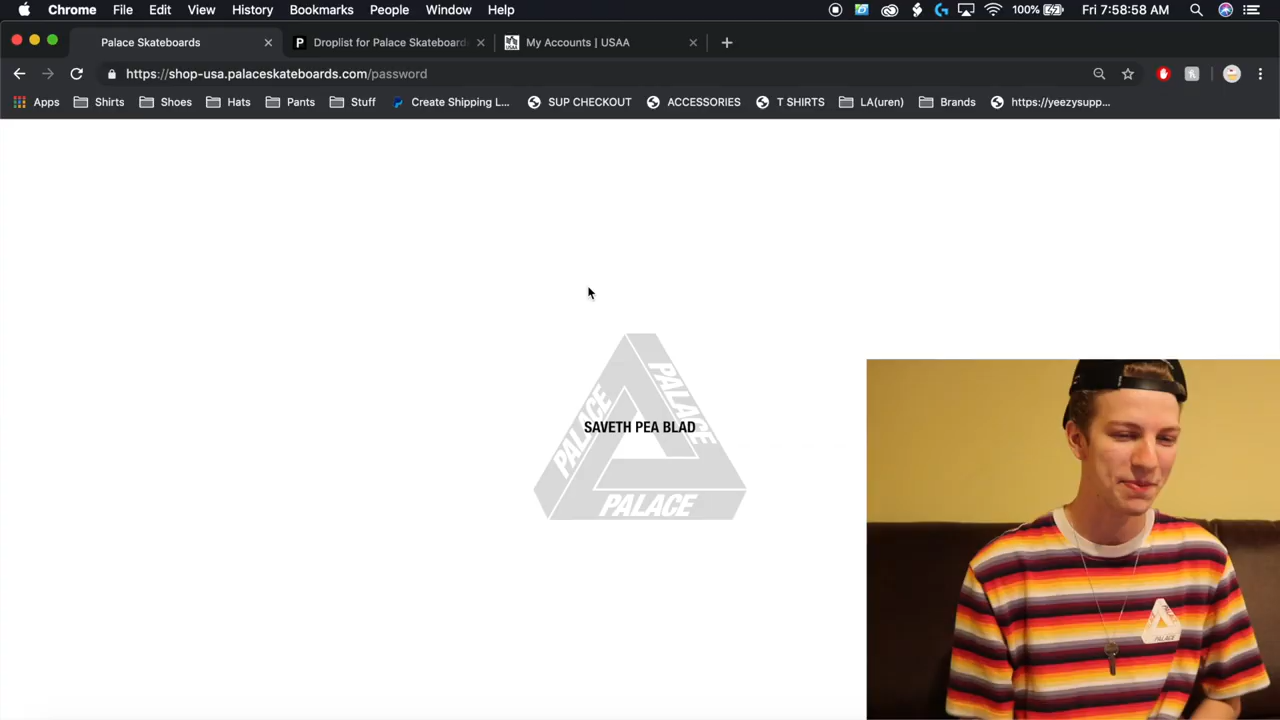 Chrome File Edit View History Bookmarks People Window Help 100% Fri 7:58:58 AM
Palace Skateboards Droplist for Palace Skateboards My Accounts | USAA
https://shop-usa.palaceskateboards.com/password
Apps Shirts Shoes Hats Pants Stuff Create Shipping L... SUP CHECKOUT ACCESSORIES T SHIRTS LA(uren) Brands https://yeezysupp...
PALACE
PALACE
SAVETH PEA BLAD
PALACE